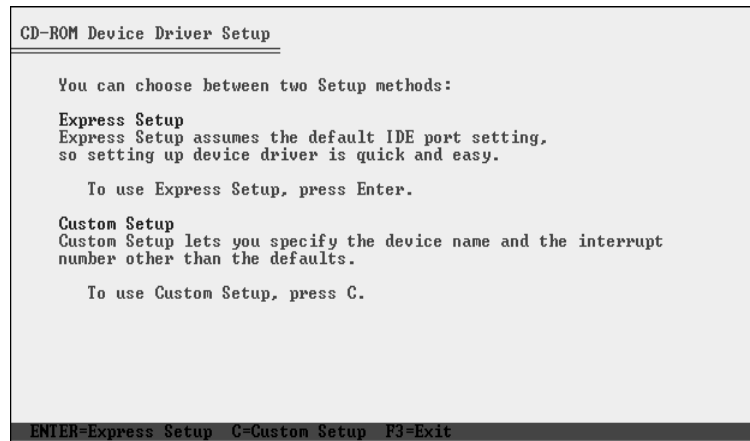 CD-ROM Device Driver Setup
You can choose between two Setup methods:
Express Setup
Express Setup assumes the default IDE port setting,
so setting up device driver is quick and easy.
To use Express Setup, press Enter.
Custom Setup
Custom Setup lets you specify the device name and the interrupt
number other than the defaults.
To use Custom Setup, press C.
ENTER=Express Setup C=Custom Setup F3=Exit